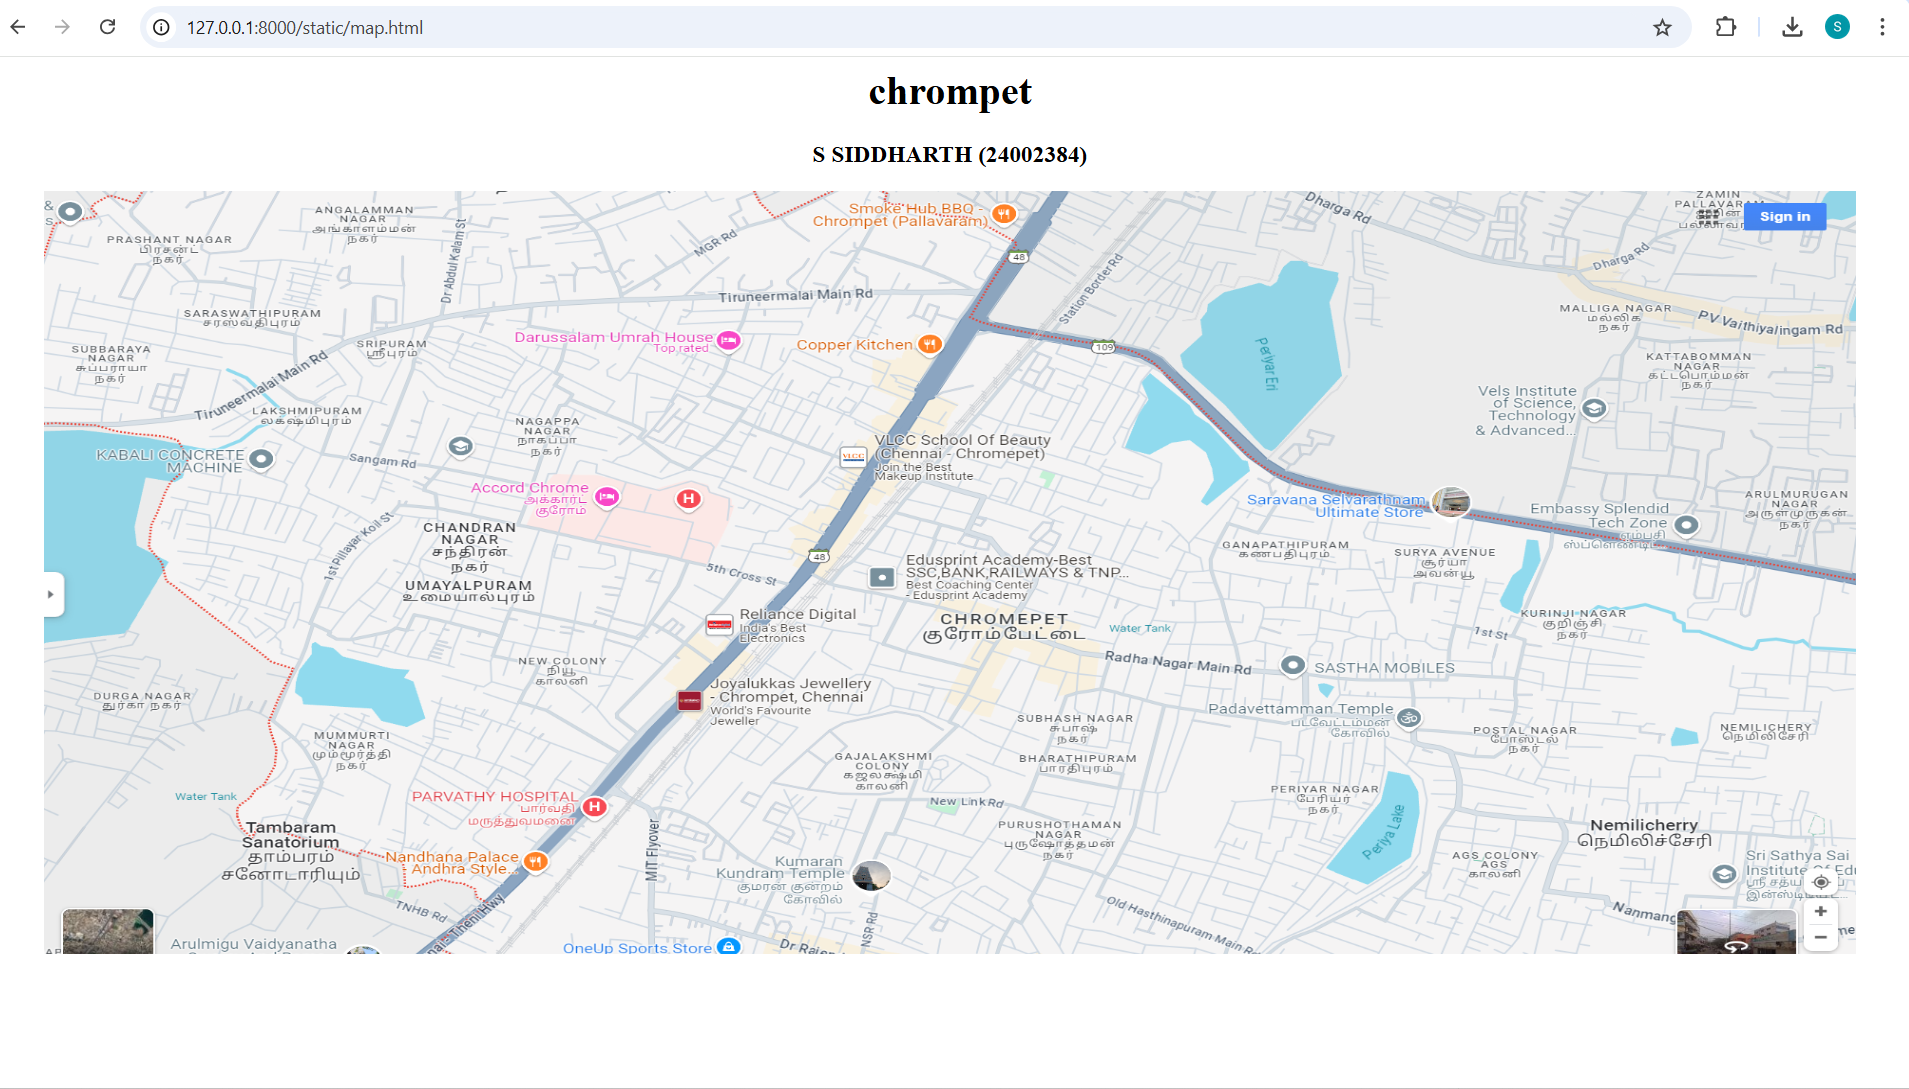 127.0.0.1:8000/static/map.html
S
chrompet
S SIDDHARTH (24002384)
&
S
ANGALAMMAN
NAGAR
அங்காளம்மன்
நகர்
Smoke Hub BBQ -
Chrompet (Pallavaram)
Dharga Rd
ZAMIN
PALLAVARAM
Sign in
PRASHANT NAGAR
பிரசன்ட்
நகர்
MGR Rd
Dr Abdul Kalam St
48
Station Border Rd
Dharga Rd
Tiruneermalai Main Rd
SARASWATHIPURAM
சரஸ்வதிபுரம்
MALLIGA NAGAR
மல்லிக
நகர்
PV Vaithiyalingam Rd
Darussalam Umrah House
Top rated
Copper Kitchen
109
SRIPURAM
ஸ்ரீபுரம்
SUBBARAYA
NAGAR
சுப்பராயா
நகர்
Periyar Eri
KATTABOMMAN
NAGAR
கட்டபொம்மன்
நகர்
Tiruneermalai Main Rd
LAKSHMIPURAM
லக்ஷ்மிபுரம்
Vels Institute
of Science,
Technology
& Advanced...
NAGAPPA
NAGAR
நாகப்பா
நகர்
VLCC
VLCC School Of Beauty
(Chennai - Chromepet)
Join the Best
Makeup Institute
KABALI CONCRETE
MACHINE
Sangam Rd
Accord Chrome
அக்கார்ட்
குரோம்
H
Saravana Selvarathnam
Ultimate Store
Embassy Splendid
Tech Zone
எம்பசி
ஸ்ப்ளெண்டிட்
ARULMURUGAN
NAGAR
அருள்முருகன்
நகர்
1st Pillayar Koil St
CHANDRAN
NAGAR
சந்திரன்
நகர்
GANAPATHIPURAM
கணபதிபுரம்
SURYA AVENUE
சூர்யா
அவன்யூ
48
5th Cross St
Edusprint Academy-Best
SSC,BANK,RAILWAYS & TNP...
Best Coaching Center
- Edusprint Academy
UMAYALPURAM
உமையால்புரம்
Reliance Digital
India's Best
Electronics
CHROMEPET
குரோம்பேட்டை
Water Tank
KURINJI NAGAR
குறிஞ்சி
நகர்
1st St
NEW COLONY
நியூ
காலனி
Radha Nagar Main Rd
SASTHA MOBILES
Joyalukkas Jewellery
- Chrompet, Chennai
World's Favourite
Jeweller
DURGA NAGAR
துர்கா நகர்
Padavettamman Temple
படவேட்டம்மன்
கோவில்
SUBHASH NAGAR
சுபாஷ்
நகர்
POSTAL NAGAR
போஸ்டல்
நகர்
NEMILICHERY
நெமிலிசேரி
MUMMURTI
NAGAR
மும்மூர்த்தி
நகர்
GAJALAKSHMI
COLONY
கஜலக்ஷ்மி
காலனி
BHARATHIPURAM
பாரதிபுரம்
Water Tank
PARVATHY HOSPITAL
பார்வதி
மருத்துவமனை
H
New Link Rd
PERIYAR NAGAR
பேரியர்
நகர்
Periya Lake
Tambaram
Sanatorium
தாம்பரம்
சனோடாரியும்
MIT Flyover
PURUSHOTHAMAN
NAGAR
புருஷோத்தமன்
நகர்
Nemilicherry
நெமிலிச்சேரி
Nandhana Palace
Andhra Style...
Kumaran
Kundram Temple
குமரன் குன்றம்
கோவில்
AGS COLONY
AGS
காலனி
Sri Sathya Sai
TNHB Rd
NSR Rd
Old Hasthinapuram Main Rd
Nanmang
Arulmigu Vaidyanatha
OneUp Sports Store